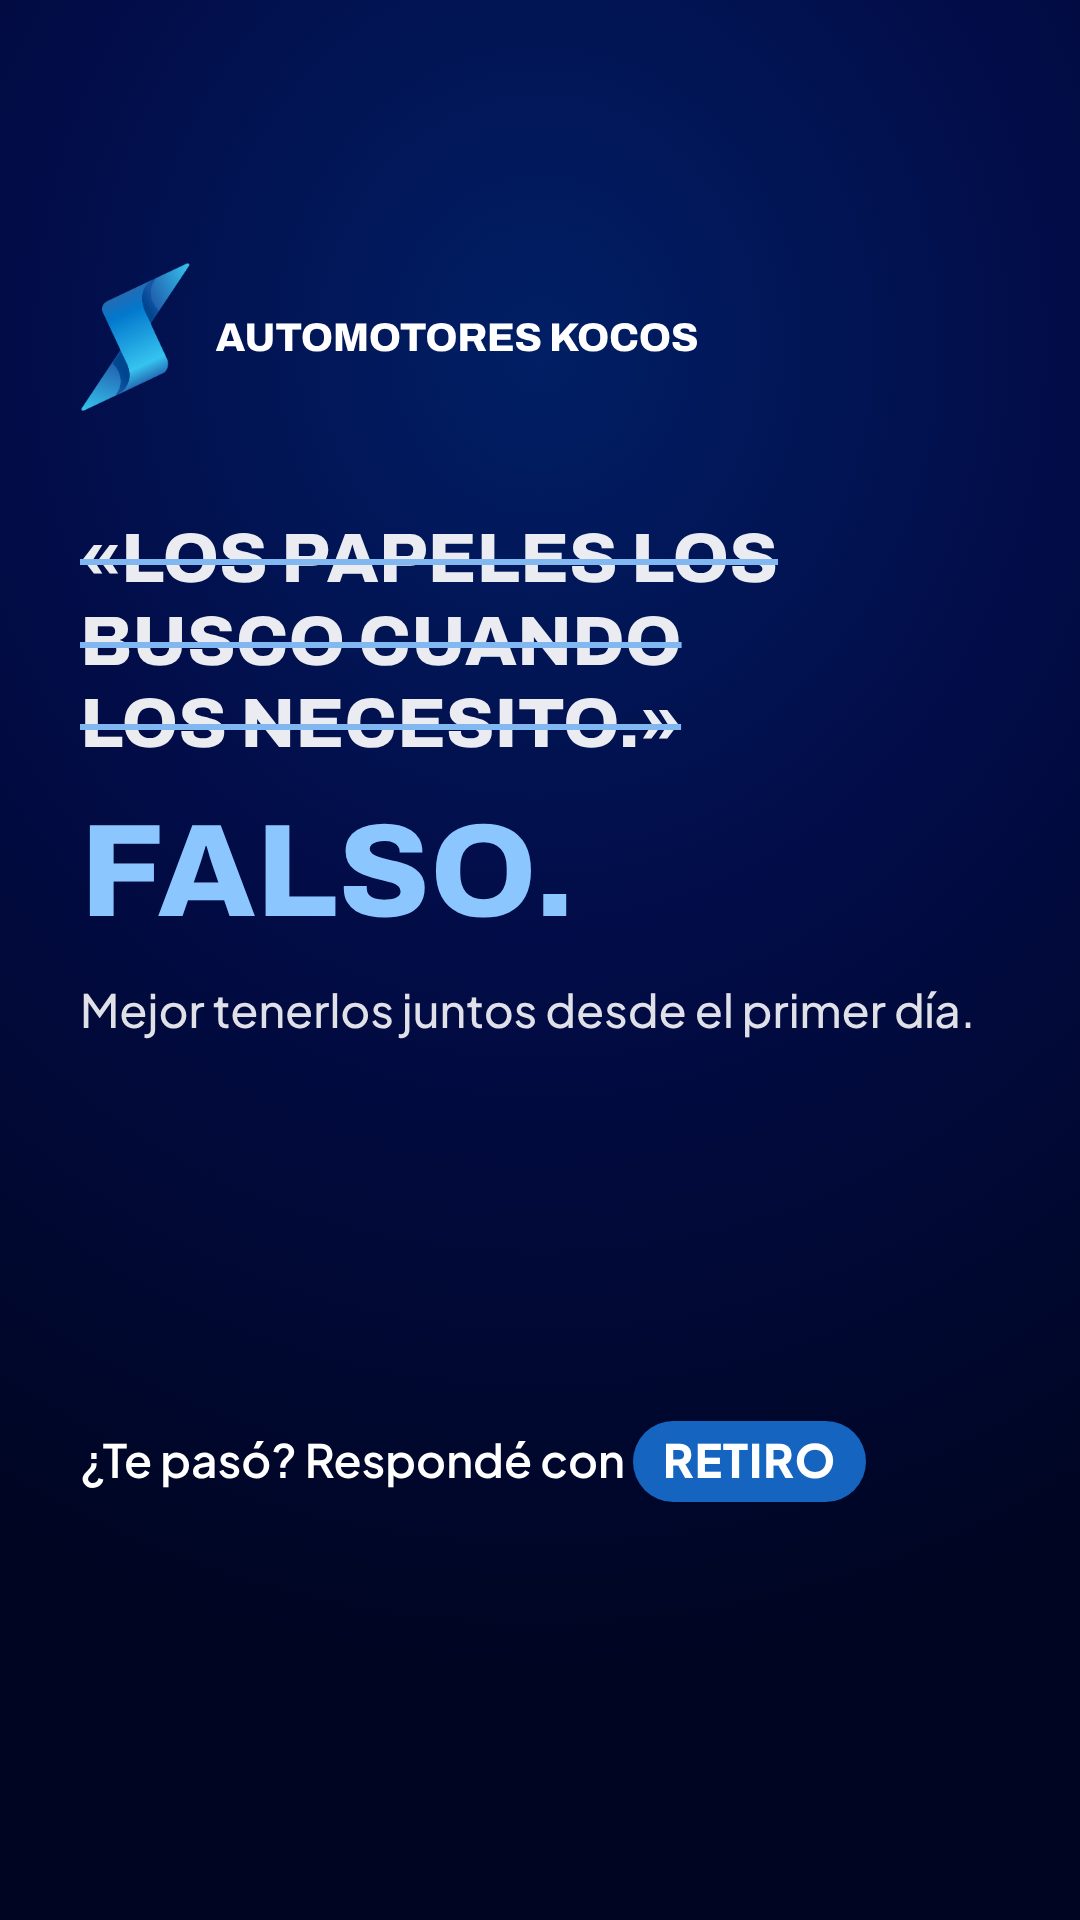 AUTOMOTORES KOCOS
«LOS PAPELES LOS
BUSCO CUANDO
LOS NECESITO.»
FALSO.
Mejor tenerlos juntos desde el primer día.
¿Te pasó? Respondé con RETIRO